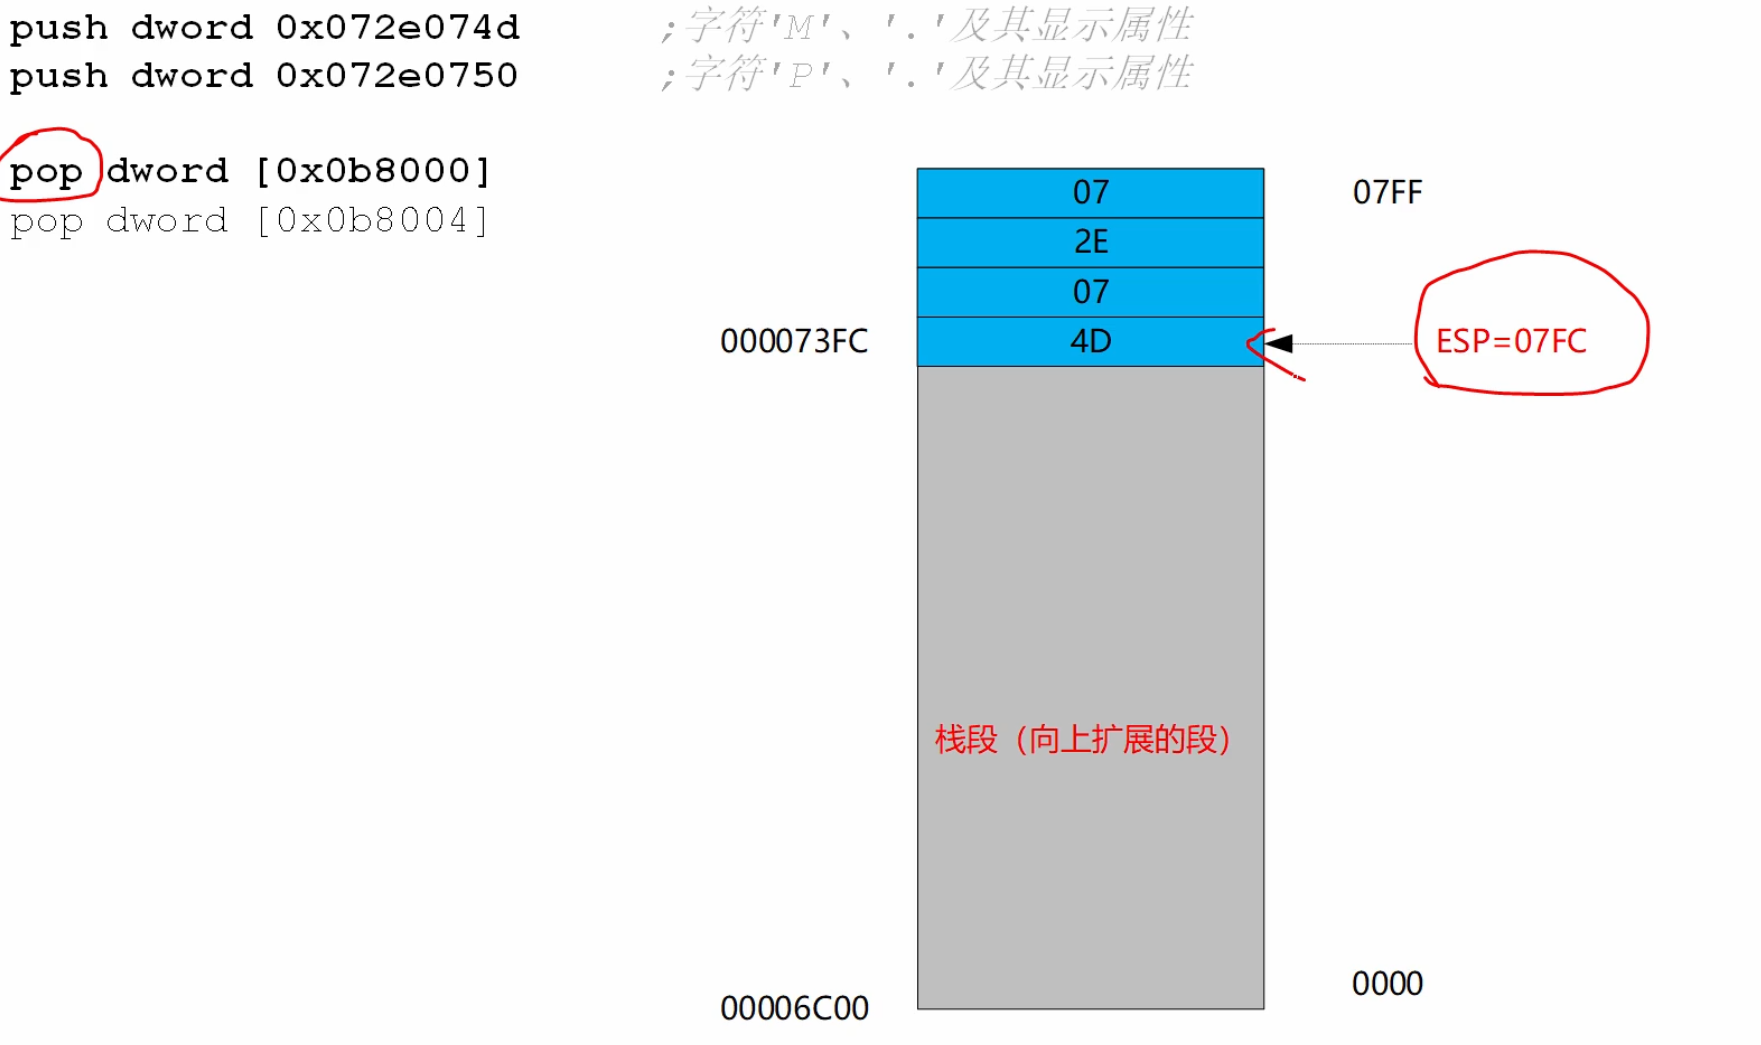 push dword 0x072e074d ;字符'M'、'.'及其显示属性
push dword 0x072e0750 ;字符'P'、'.'及其显示属性
pop dword [0x0b8000]
pop dword [0x0b8004]
07 07FF
2E
07
000073FC 4D ESP=07FC
栈段（向上扩展的段）
0000
00006C00